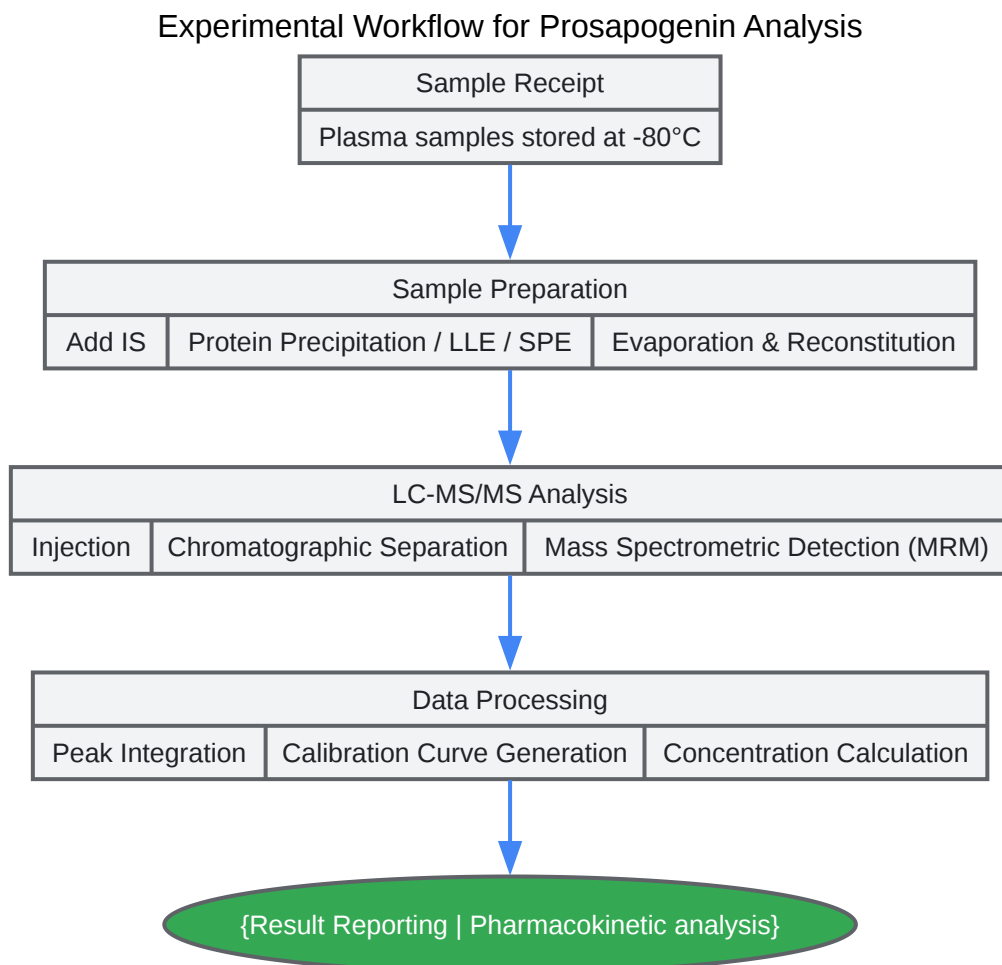 Experimental Workflow for Prosapogenin Analysis
Sample Receipt
Plasma samples stored at -80°C
Sample Preparation
Add IS
Protein Precipitation / LLE / SPE
Evaporation & Reconstitution
LC-MS/MS Analysis
Injection
Chromatographic Separation
Mass Spectrometric Detection (MRM)
Data Processing
Peak Integration
Calibration Curve Generation
Concentration Calculation
{Result Reporting | Pharmacokinetic analysis}